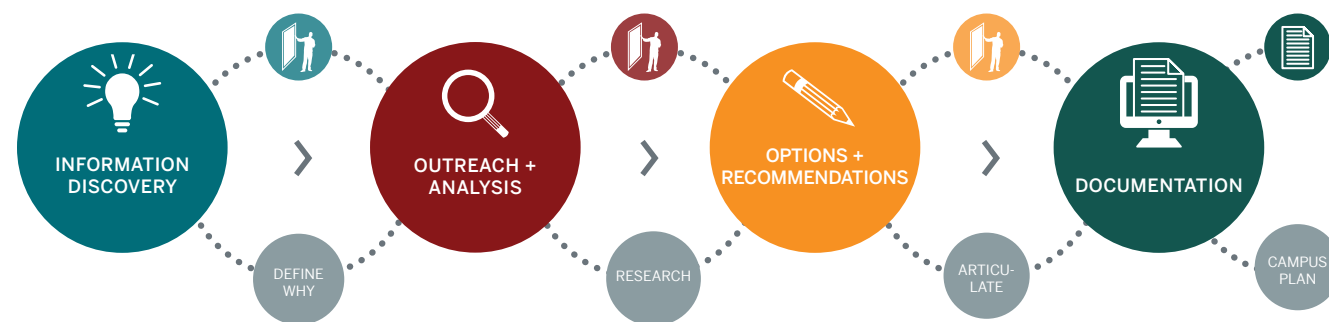 INFORMATION
DISCOVERY
OUTREACH +
ANALYSIS
OPTIONS +
RECOMMENDATIONS
DOCUMENTATION
DEFINE
WHY
RESEARCH
ARTICU-
LATE
CAMPUS
PLAN